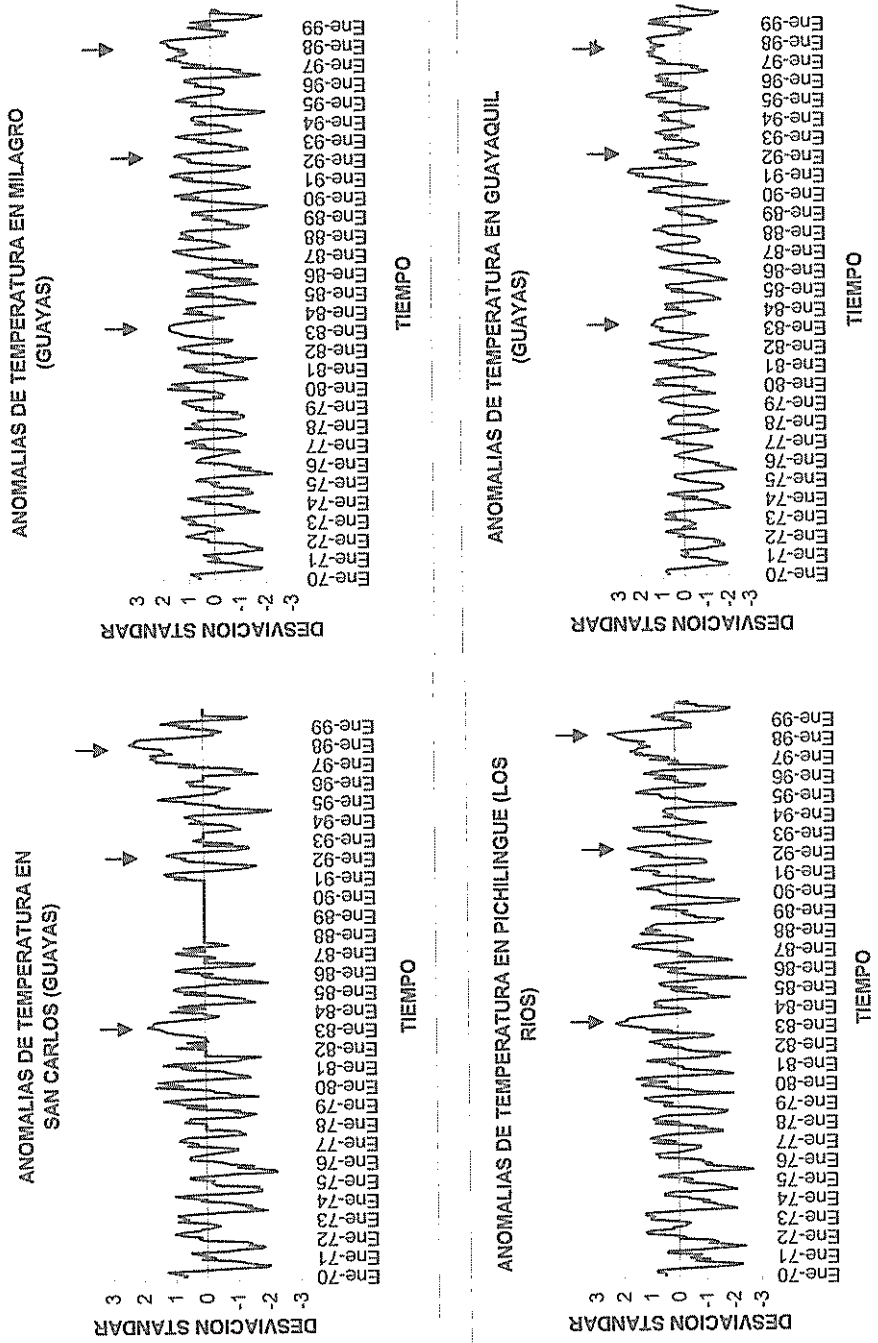 ANOMALIAS DE TEMPERATURA EN
SAN CARLOS (GUAYAS)
DESVIACION STANDAR
3
2
1
0
-1
-2
-3
Ene-70 Ene-71 Ene-72 Ene-73 Ene-74 Ene-75 Ene-76 Ene-77 Ene-78 Ene-79 Ene-80 Ene-81 Ene-82 Ene-83 Ene-84 Ene-85 Ene-86 Ene-87 Ene-88 Ene-89 Ene-90 Ene-91 Ene-92 Ene-93 Ene-94 Ene-95 Ene-96 Ene-97 Ene-98 Ene-99
TIEMPO
ANOMALIAS DE TEMPERATURA EN MILAGRO
(GUAYAS)
DESVIACION STANDAR
3
2
1
0
-1
-2
-3
Ene-70 Ene-71 Ene-72 Ene-73 Ene-74 Ene-75 Ene-76 Ene-77 Ene-78 Ene-79 Ene-80 Ene-81 Ene-82 Ene-83 Ene-84 Ene-85 Ene-86 Ene-87 Ene-88 Ene-89 Ene-90 Ene-91 Ene-92 Ene-93 Ene-94 Ene-95 Ene-96 Ene-97 Ene-98 Ene-99
TIEMPO
ANOMALIAS DE TEMPERATURA EN PICHILINGUE (LOS
RIOS)
DESVIACION STANDAR
3
2
1
0
-1
-2
-3
Ene-70 Ene-71 Ene-72 Ene-73 Ene-74 Ene-75 Ene-76 Ene-77 Ene-78 Ene-79 Ene-80 Ene-81 Ene-82 Ene-83 Ene-84 Ene-85 Ene-86 Ene-87 Ene-88 Ene-89 Ene-90 Ene-91 Ene-92 Ene-93 Ene-94 Ene-95 Ene-96 Ene-97 Ene-98 Ene-99
TIEMPO
ANOMALIAS DE TEMPERATURA EN GUAYAQUIL
(GUAYAS)
DESVIACION STANDAR
3
2
1
0
-1
-2
-3
Ene-70 Ene-71 Ene-72 Ene-73 Ene-74 Ene-75 Ene-76 Ene-77 Ene-78 Ene-79 Ene-80 Ene-81 Ene-82 Ene-83 Ene-84 Ene-85 Ene-86 Ene-87 Ene-88 Ene-89 Ene-90 Ene-91 Ene-92 Ene-93 Ene-94 Ene-95 Ene-96 Ene-97 Ene-98 Ene-99
TIEMPO